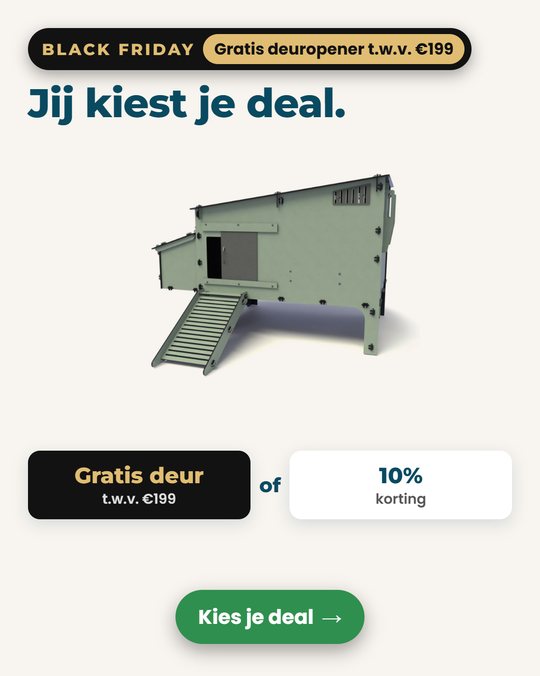 BLACK FRIDAY Gratis deuropener t.w.v. €199
Jij kiest je deal.
Gratis deur
t.w.v. €199
of
10%
korting
Kies je deal →